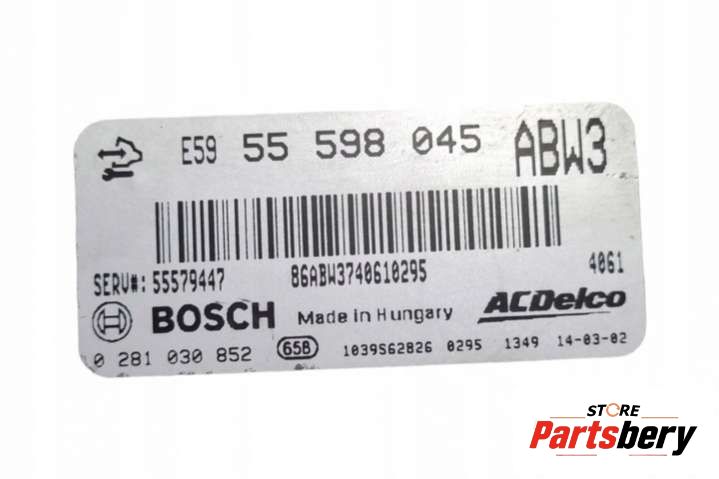 E59 55 598 045 ABW3
SERV#: 55579447 86ABW3740610295 4061
BOSCH Made in Hungary ACDelco
0 281 030 852 65B 1039S62826 0295 1349 14-03-02
STORE
Partsbery